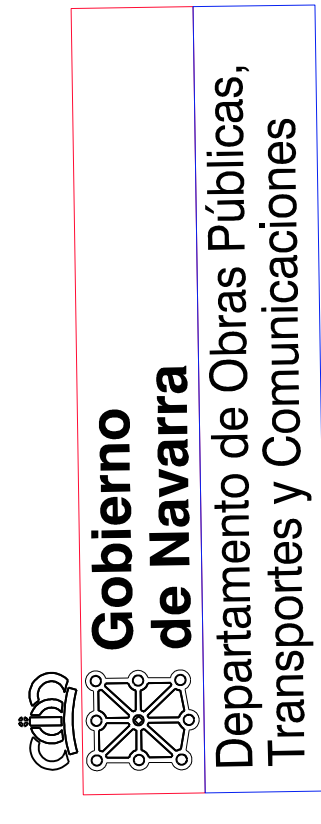 Gobierno
de Navarra
Departamento de Obras Públicas,
Transportes y Comunicaciones